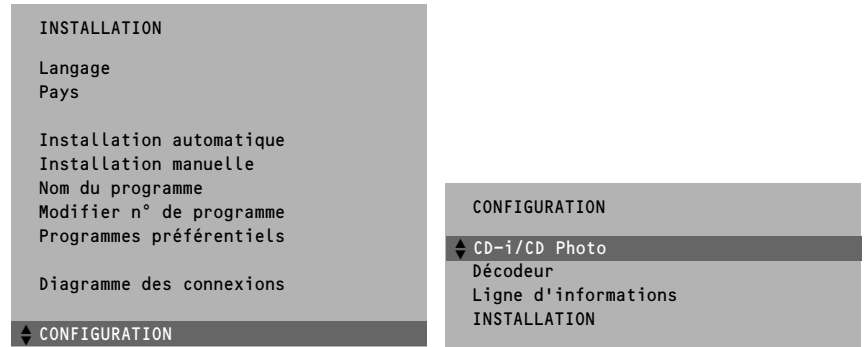 INSTALLATION
Langage
Pays
Installation automatique
Installation manuelle
Nom du programme
Modifier n° de programme
Programmes préférentiels
Diagramme des connexions
CONFIGURATION
CONFIGURATION
CD-i/CD Photo
Décodeur
Ligne d'informations
INSTALLATION